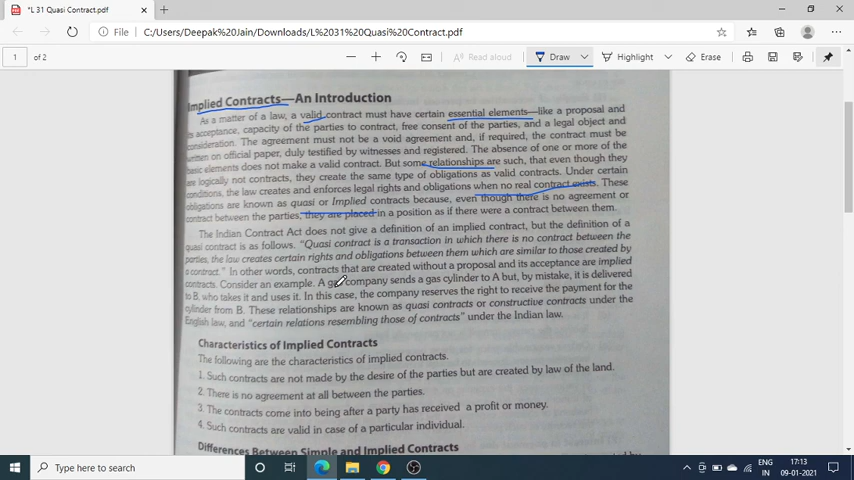 *L 31 Quasi Contract.pdf
File C:/Users/Deepak%20Jain/Downloads/L%2031%20Quasi%20Contract.pdf
1 of 2 Read aloud Draw Highlight Erase
Implied Contracts—An Introduction
As a matter of law, a valid contract must have certain essential elements—like a proposal and
its acceptance, capacity of the parties to contract, free consent of the parties, and a legal object and
consideration. The agreement must not be a void agreement and, if required, the contract must be
written on official paper, duly testified by witnesses and registered. The absence of one or more of the
basic elements does not make a valid contract. But some relationships are such, that even though they
are logically not contracts, they create the same type of obligations as valid contracts. Under certain
conditions, the law creates and enforces legal rights and obligations when no real contract exists. These
obligations are known as quasi or Implied contracts because, even though there is no agreement or
contract between the parties, they are placed in a position as if there were a contract between them.
The Indian Contract Act does not give a definition of an implied contract, but the definition of a
quasi contract is as follows. "Quasi contract is a transaction in which there is no contract between the
parties, the law creates certain rights and obligations between them which are similar to those created by
a contract." In other words, contracts that are created without a proposal and its acceptance are implied
contracts. Consider an example. A gas company sends a gas cylinder to A but, by mistake, it is delivered
to B, who takes it and uses it. In this case, the company reserves the right to receive the payment for the
cylinder from B. These relationships are known as quasi contracts or constructive contracts under the
English law, and "certain relations resembling those of contracts" under the Indian law.
Characteristics of Implied Contracts
The following are the characteristics of implied contracts.
1. Such contracts are not made by the desire of the parties but are created by law of the land.
2. There is no agreement at all between the parties.
3. The contracts come into being after a party has received a profit or money.
4. Such contracts are valid in case of a particular individual.
Differences Between Simple and Implied Contracts
Type here to search
ENG
IN
17:13
09-01-2021